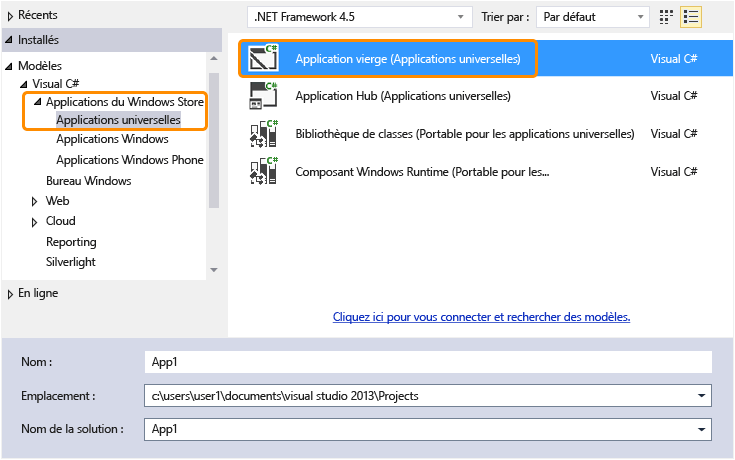 Récents
.NET Framework 4.5
Trier par :
Par défaut
Installés
Modèles
Visual C#
Applications du Windows Store
Applications universelles
Applications Windows
Applications Windows Phone
Bureau Windows
Web
Cloud
Reporting
Silverlight
En ligne
C# Application vierge (Applications universelles) Visual C#
C# Application Hub (Applications universelles) Visual C#
C# Bibliothèque de classes (Portable pour les applications universelles) Visual C#
C# Composant Windows Runtime (Portable pour les... Visual C#
Cliquez ici pour vous connecter et rechercher des modèles.
Nom : App1
Emplacement : c:\users\user1\documents\visual studio 2013\Projects
Nom de la solution : App1